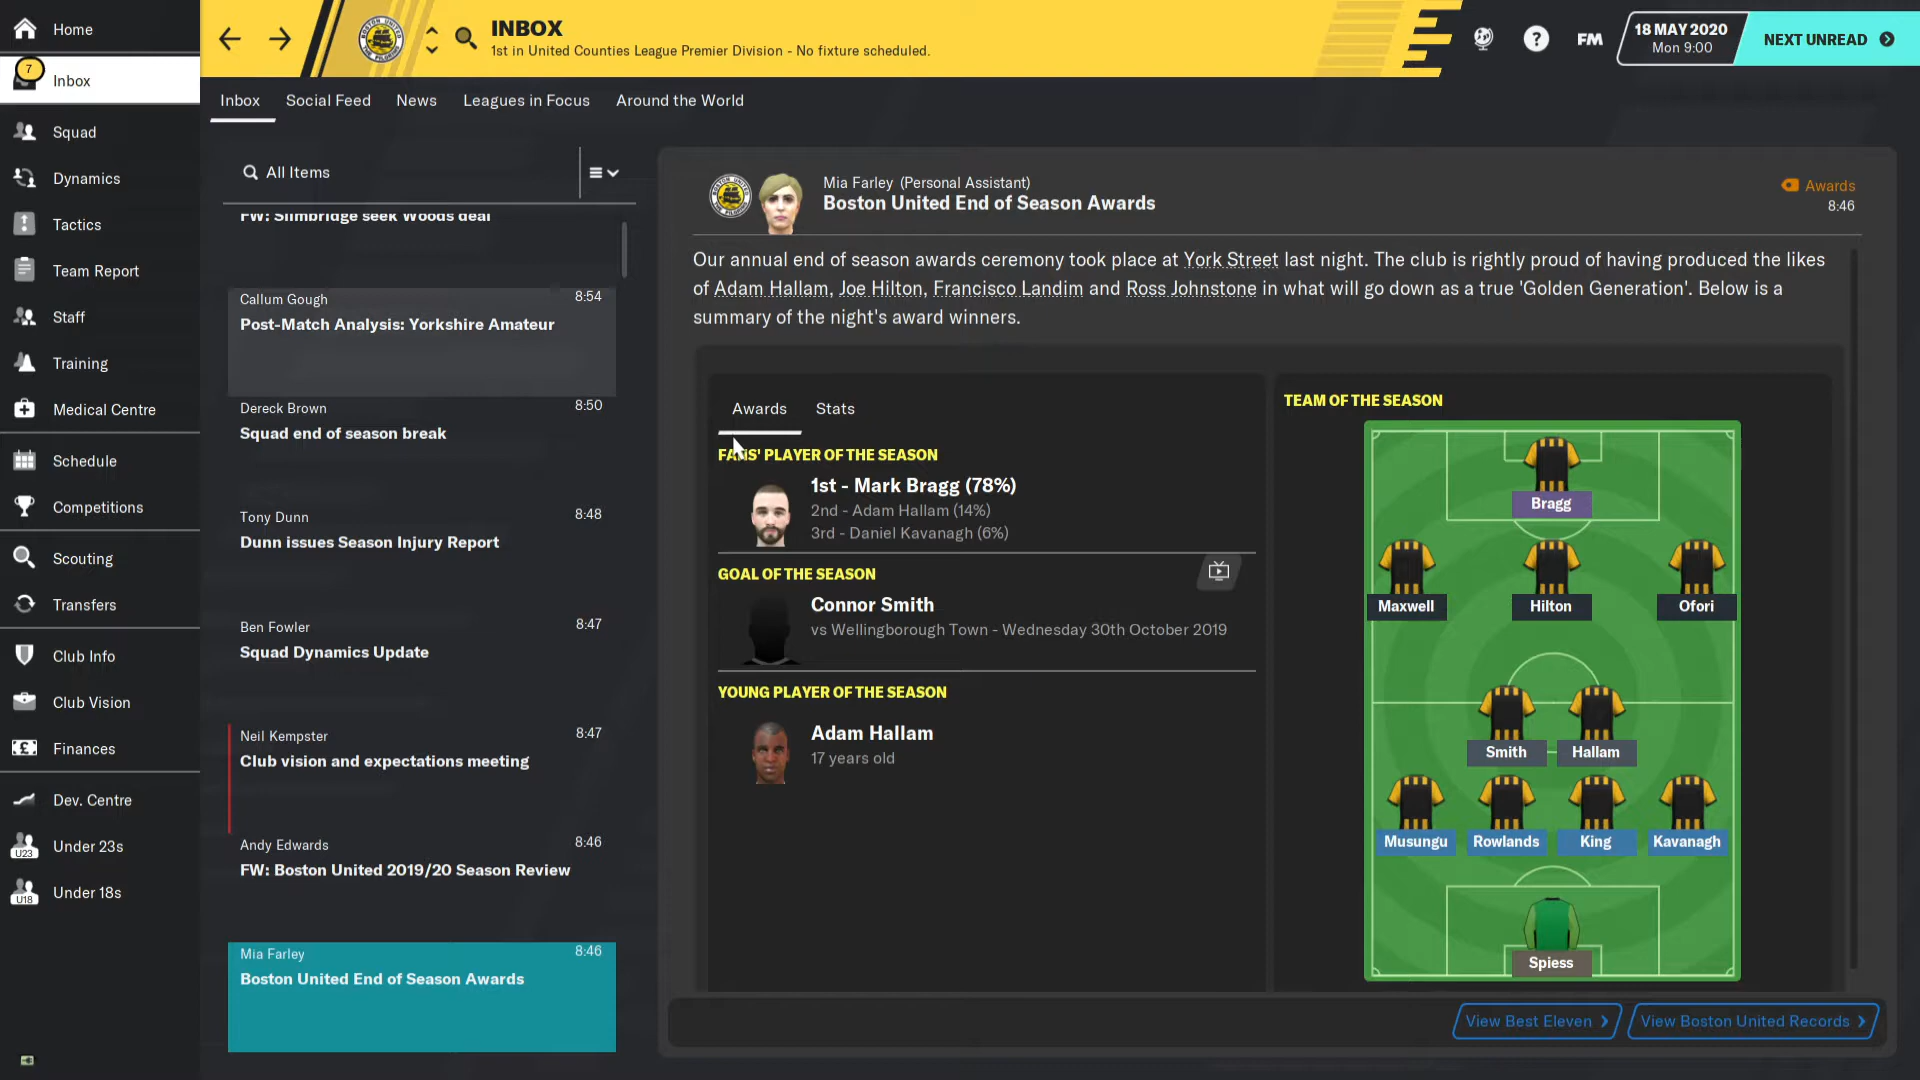 Home
7
Inbox
Squad
Dynamics
Tactics
Team Report
Staff
Training
Medical Centre
Schedule
Competitions
Scouting
Transfers
Club Info
Club Vision
Finances
Dev. Centre
U23
Under 23s
U18
Under 18s
BOSTON UNITED
THE PILGRIMS
INBOX
1st in United Counties League Premier Division - No fixture scheduled.
?
FM
18 MAY 2020
Mon 9:00
NEXT UNREAD
Inbox
Social Feed
News
Leagues in Focus
Around the World
All Items
FW: Slimbridge seek Woods deal
Callum Gough
8:54
Post-Match Analysis: Yorkshire Amateur
Dereck Brown
8:50
Squad end of season break
Tony Dunn
8:48
Dunn issues Season Injury Report
Ben Fowler
8:47
Squad Dynamics Update
Neil Kempster
8:47
Club vision and expectations meeting
Andy Edwards
8:46
FW: Boston United 2019/20 Season Review
Mia Farley
8:46
Boston United End of Season Awards
Mia Farley (Personal Assistant)
Boston United End of Season Awards
Awards
8:46
Our annual end of season awards ceremony took place at York Street last night. The club is rightly proud of having produced the likes
of Adam Hallam, Joe Hilton, Francisco Landim and Ross Johnstone in what will go down as a true 'Golden Generation'. Below is a
summary of the night's award winners.
Awards
Stats
FANS' PLAYER OF THE SEASON
1st - Mark Bragg (78%)
2nd - Adam Hallam (14%)
3rd - Daniel Kavanagh (6%)
GOAL OF THE SEASON
Connor Smith
vs Wellingborough Town - Wednesday 30th October 2019
YOUNG PLAYER OF THE SEASON
Adam Hallam
17 years old
TEAM OF THE SEASON
Bragg
Maxwell
Hilton
Ofori
Smith
Hallam
Musungu
Rowlands
King
Kavanagh
Spiess
View Best Eleven
View Boston United Records